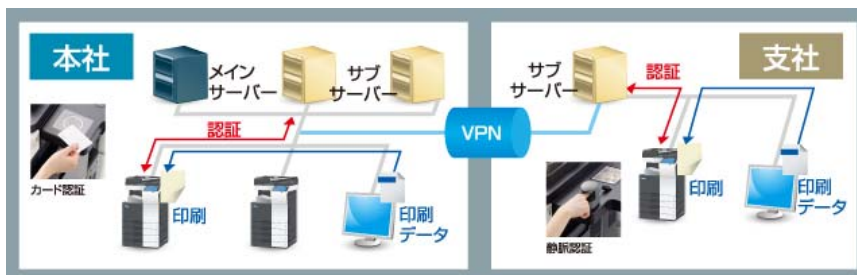 本社
メイン
サーバー
サブ
サーバー
認証
カード認証
印刷
印刷
データ
VPN
支社
サブ
サーバー
認証
静脈認証
印刷
印刷
データ